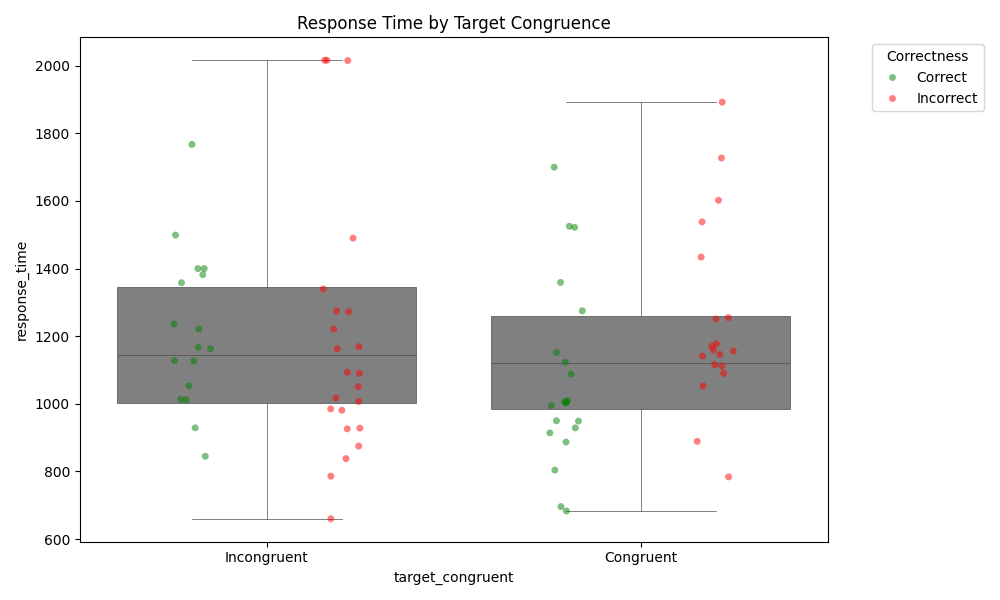 Response Time by Target Congruence
Correctness
Correct
Incorrect
response_time
2000
1800
1600
1400
1200
1000
800
600
Incongruent
Congruent
target_congruent